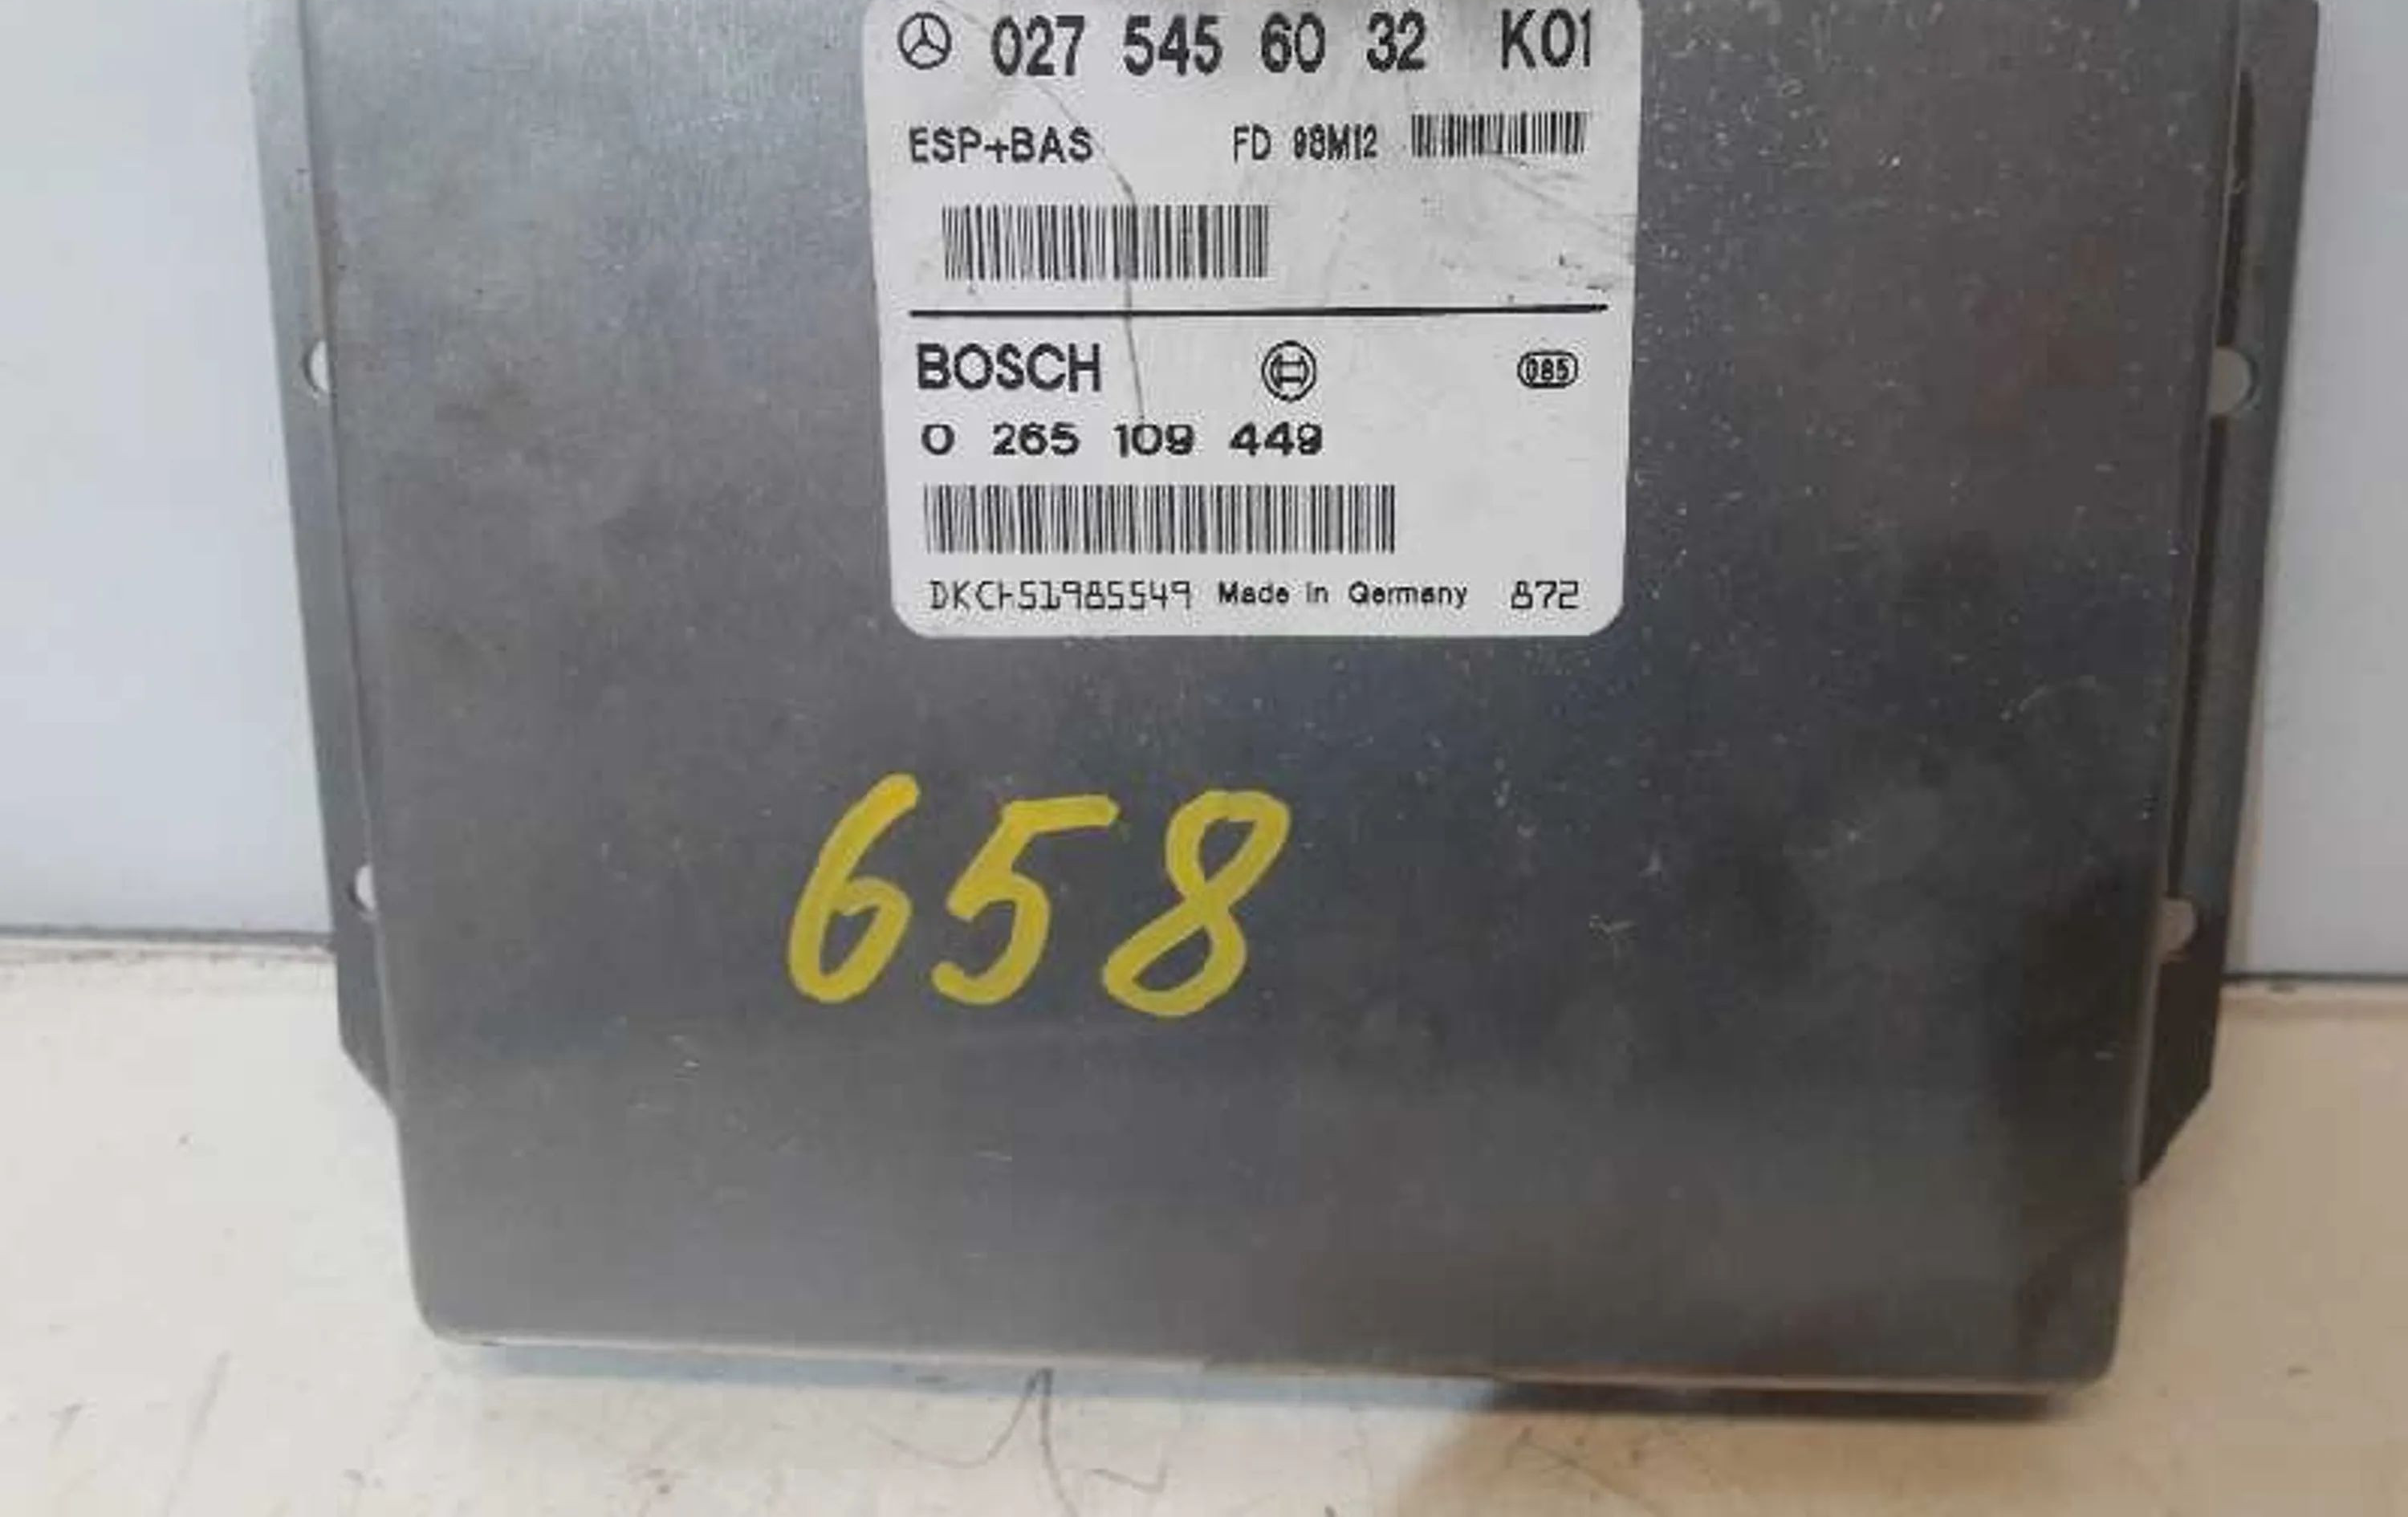 027 545 60 32 K01
ESP+BAS FD 98M12
BOSCH 085
0 265 109 449
DKCH51985549 Made in Germany 872
658